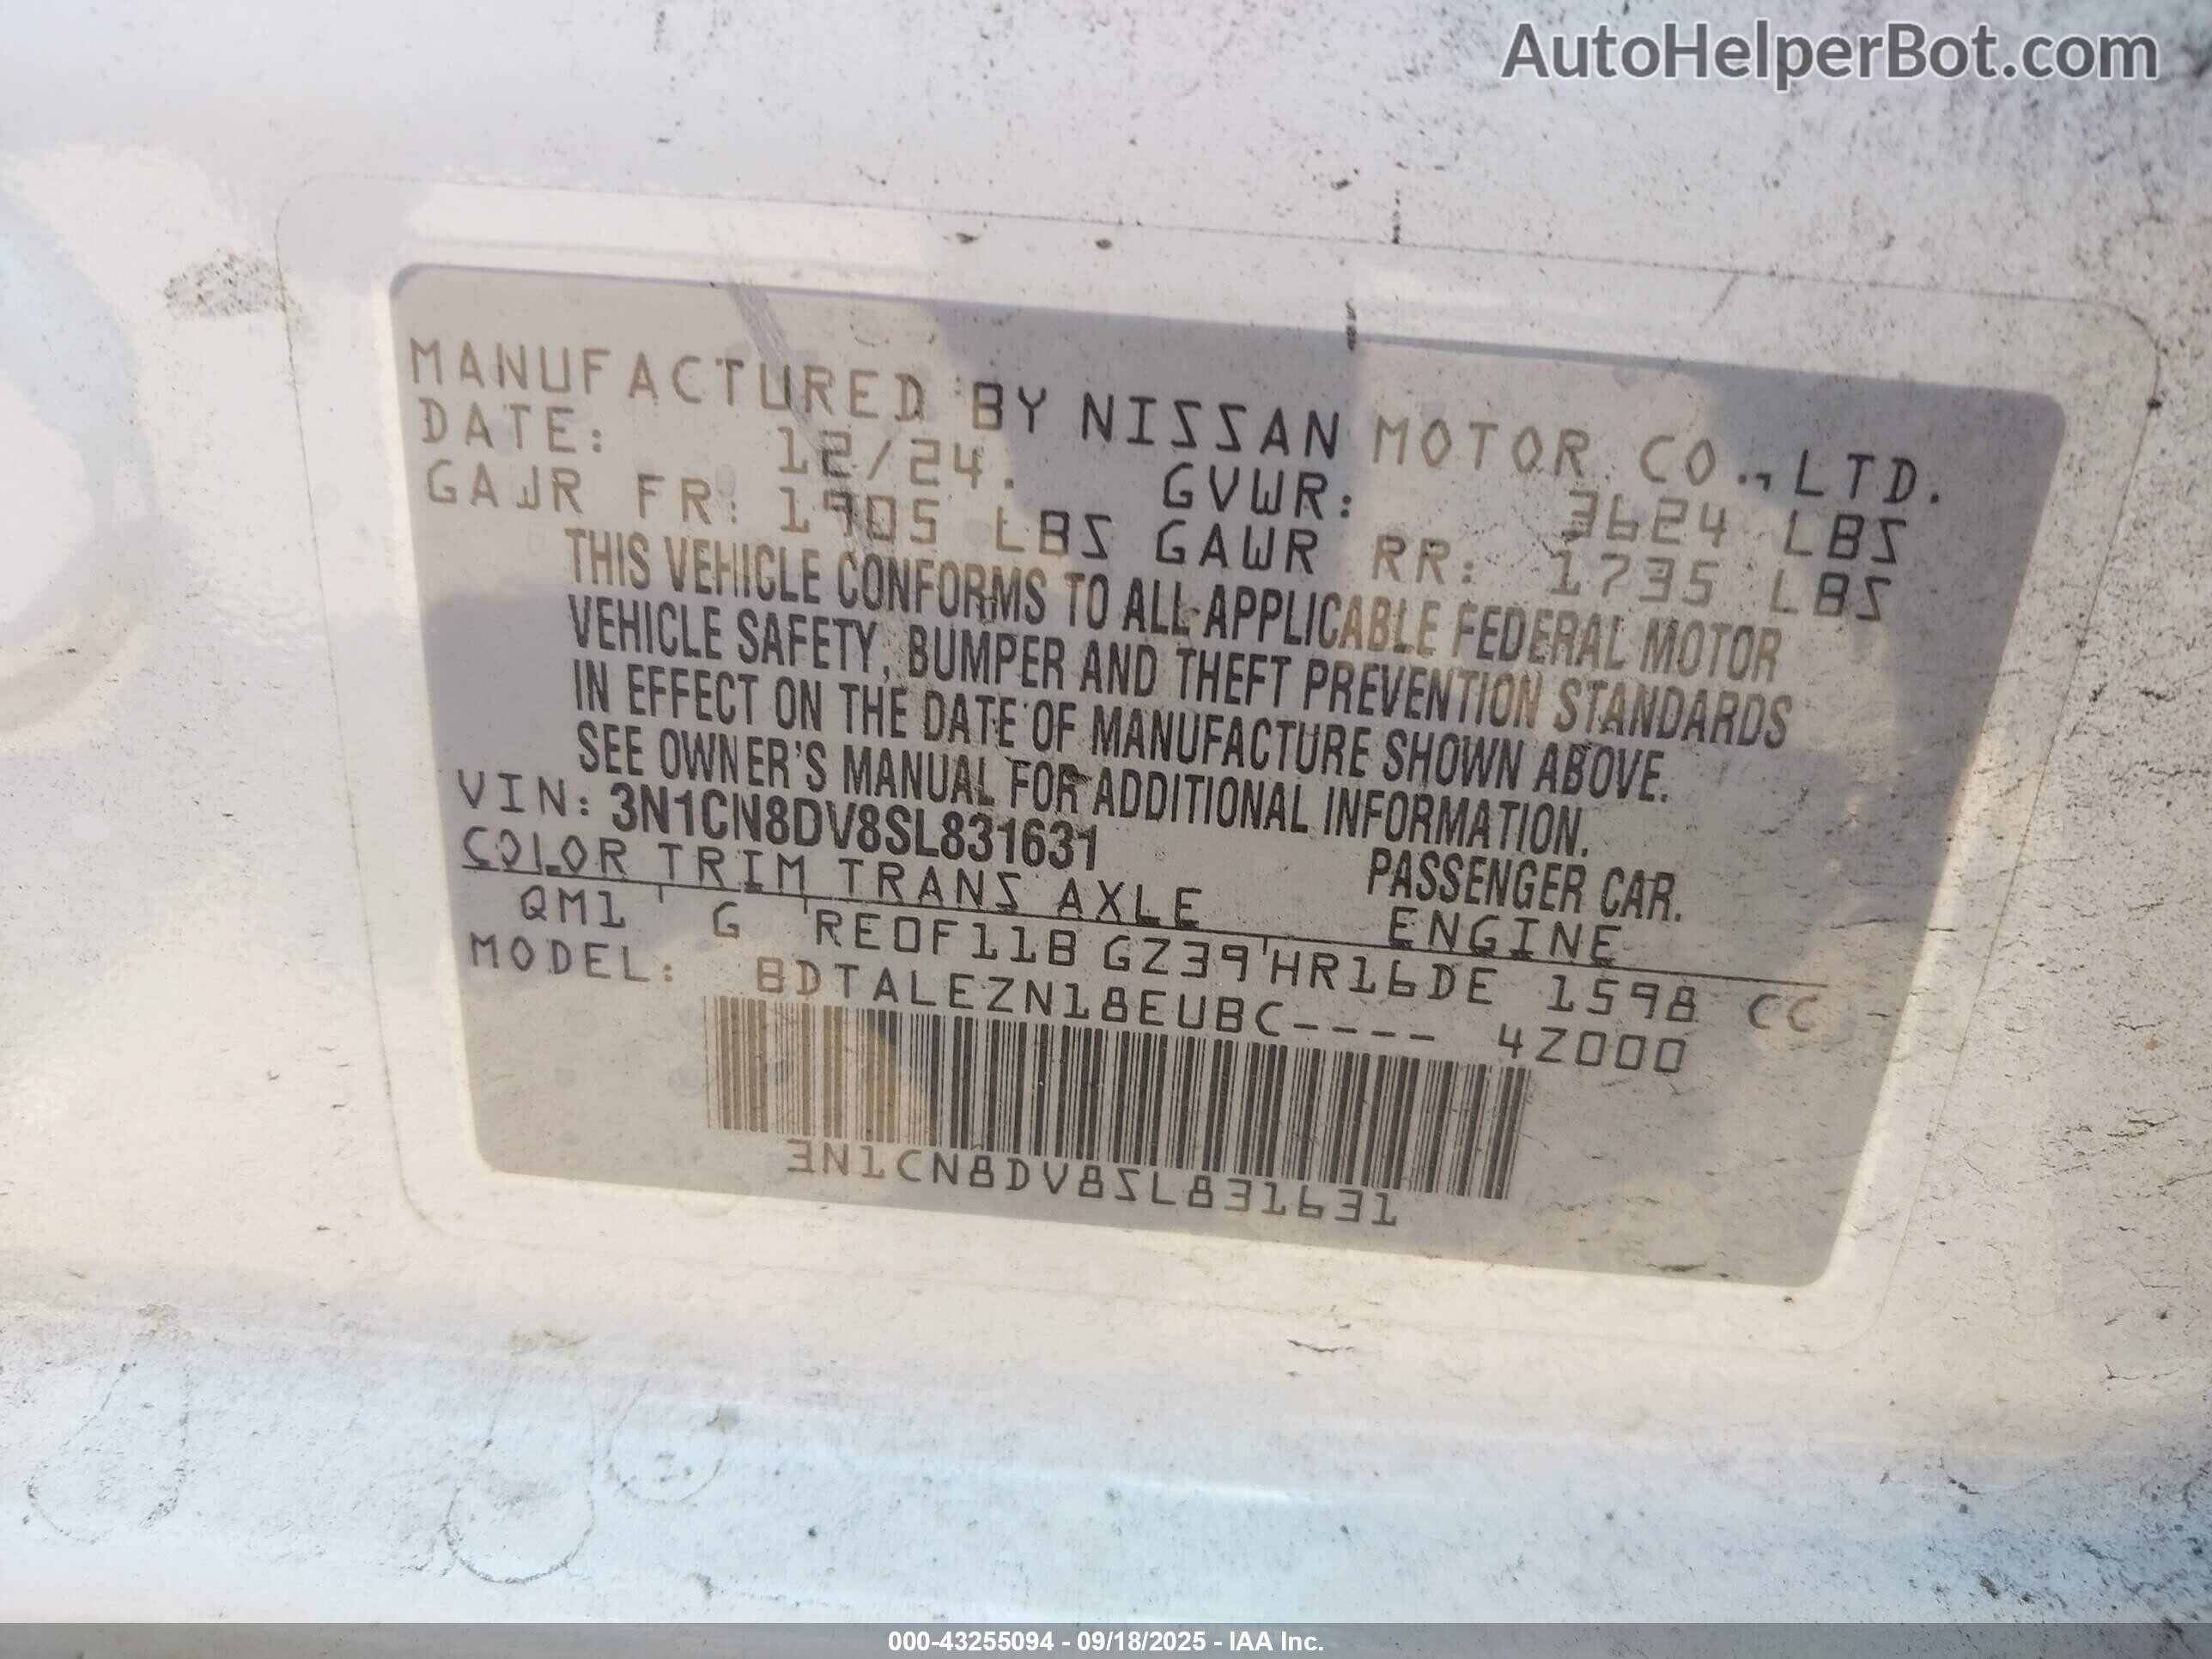 AutoHelperBot.com
MANUFACTURED BY NISSAN MOTOR CO.,LTD.
DATE: 12/24. GVWR: 3624 LBS
GAWR FR: 1905 LBS GAWR RR: 1735 LBS
THIS VEHICLE CONFORMS TO ALL APPLICABLE FEDERAL MOTOR
VEHICLE SAFETY, BUMPER AND THEFT PREVENTION STANDARDS
IN EFFECT ON THE DATE OF MANUFACTURE SHOWN ABOVE.
SEE OWNER'S MANUAL FOR ADDITIONAL INFORMATION.
VIN: 3N1CN8DV8SL831631 PASSENGER CAR.
COLOR TRIM TRANS AXLE ENGINE
QM1 G RE0F11B GZ39 HR16DE 1598 CC
MODEL: BDTALEZN18EUBC---- 4Z000
3N1CN8DV8SL831631
000-43255094 - 09/18/2025 - IAA Inc.